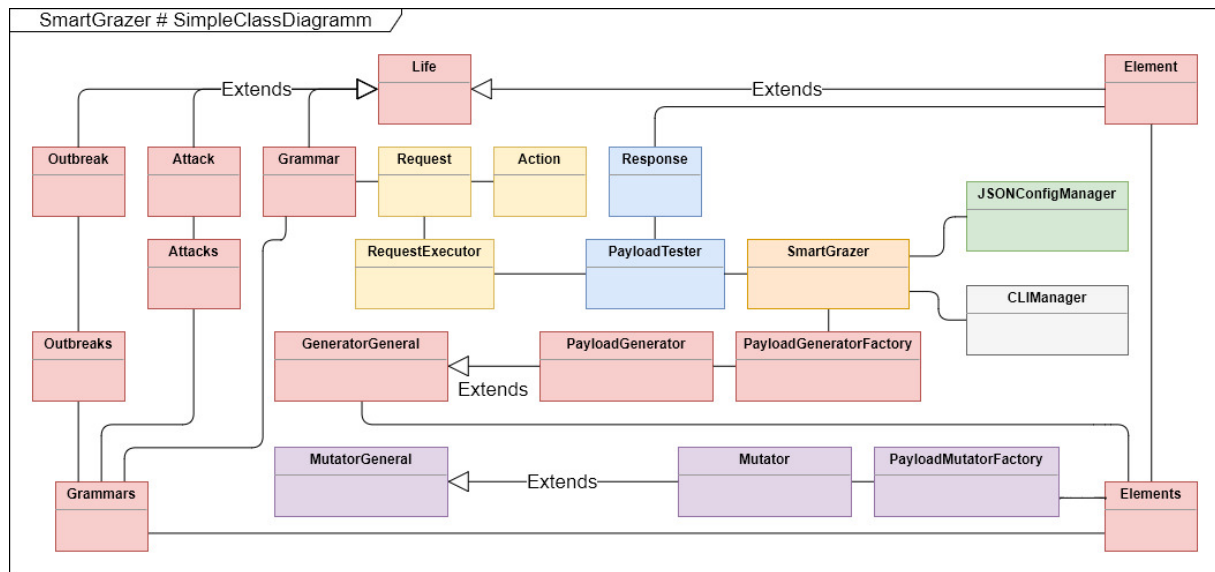 SmartGrazer # SimpleClassDiagramm
Life
Element
Extends
Extends
Outbreak
Attack
Grammar
Request
Action
Response
JSONConfigManager
Attacks
RequestExecutor
PayloadTester
SmartGrazer
CLIManager
Outbreaks
GeneratorGeneral
PayloadGenerator
PayloadGeneratorFactory
Extends
MutatorGeneral
Extends
Mutator
PayloadMutatorFactory
Grammars
Elements